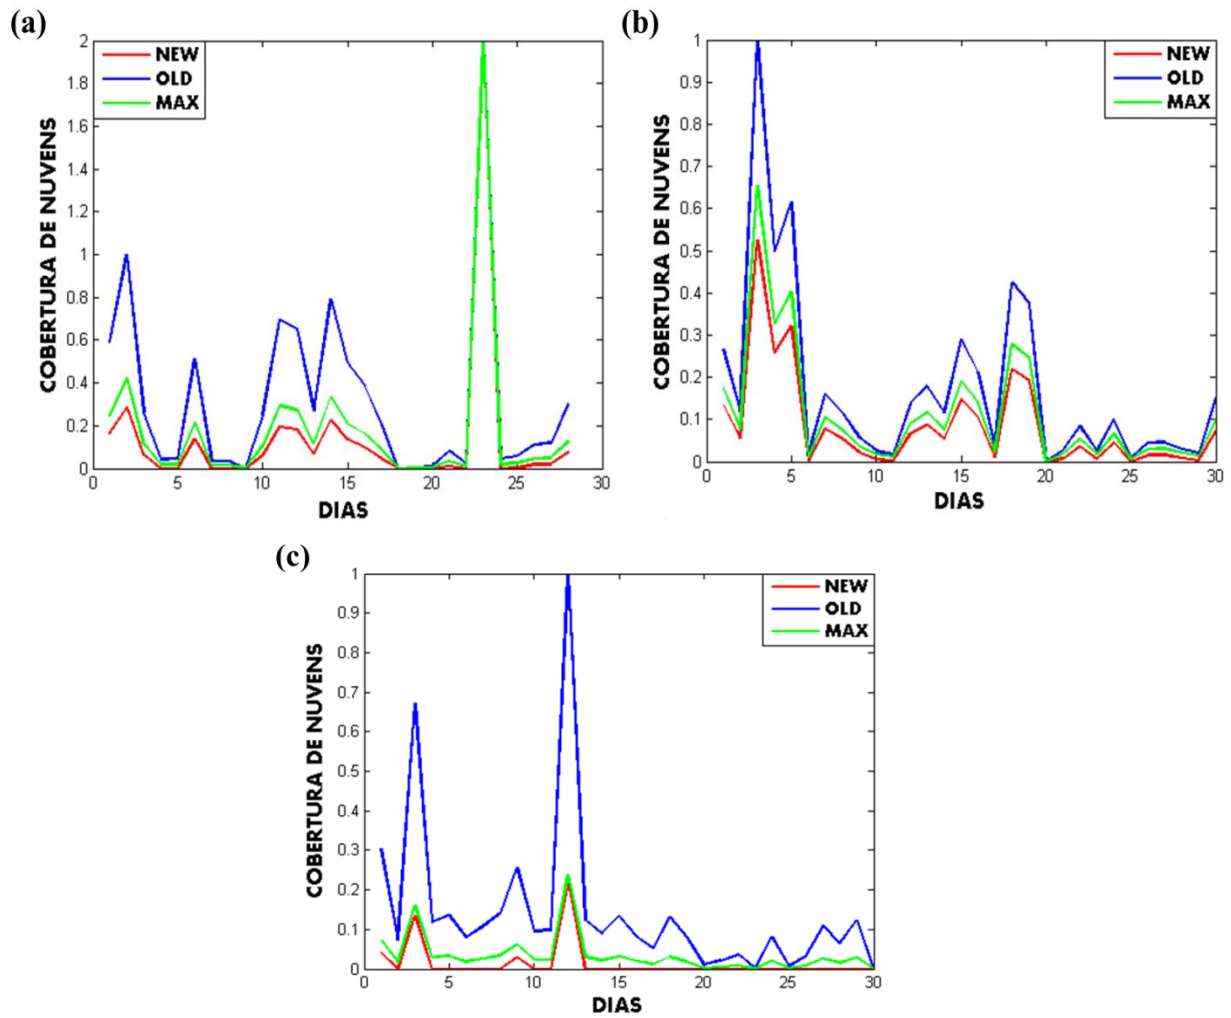 (a)
2
1.8
1.6
1.4
1.2
1
0.8
0.6
0.4
0.2
0
COBERTURA DE NUVENS
NEW
OLD
MAX
0 5 10 15 20 25 30
DIAS
(b)
1
0.9
0.8
0.7
0.6
0.5
0.4
0.3
0.2
0.1
0
COBERTURA DE NUVENS
NEW
OLD
MAX
0 5 10 15 20 25 30
DIAS
(c)
1
0.9
0.8
0.7
0.6
0.5
0.4
0.3
0.2
0.1
0
COBERTURA DE NUVENS
NEW
OLD
MAX
0 5 10 15 20 25 30
DIAS